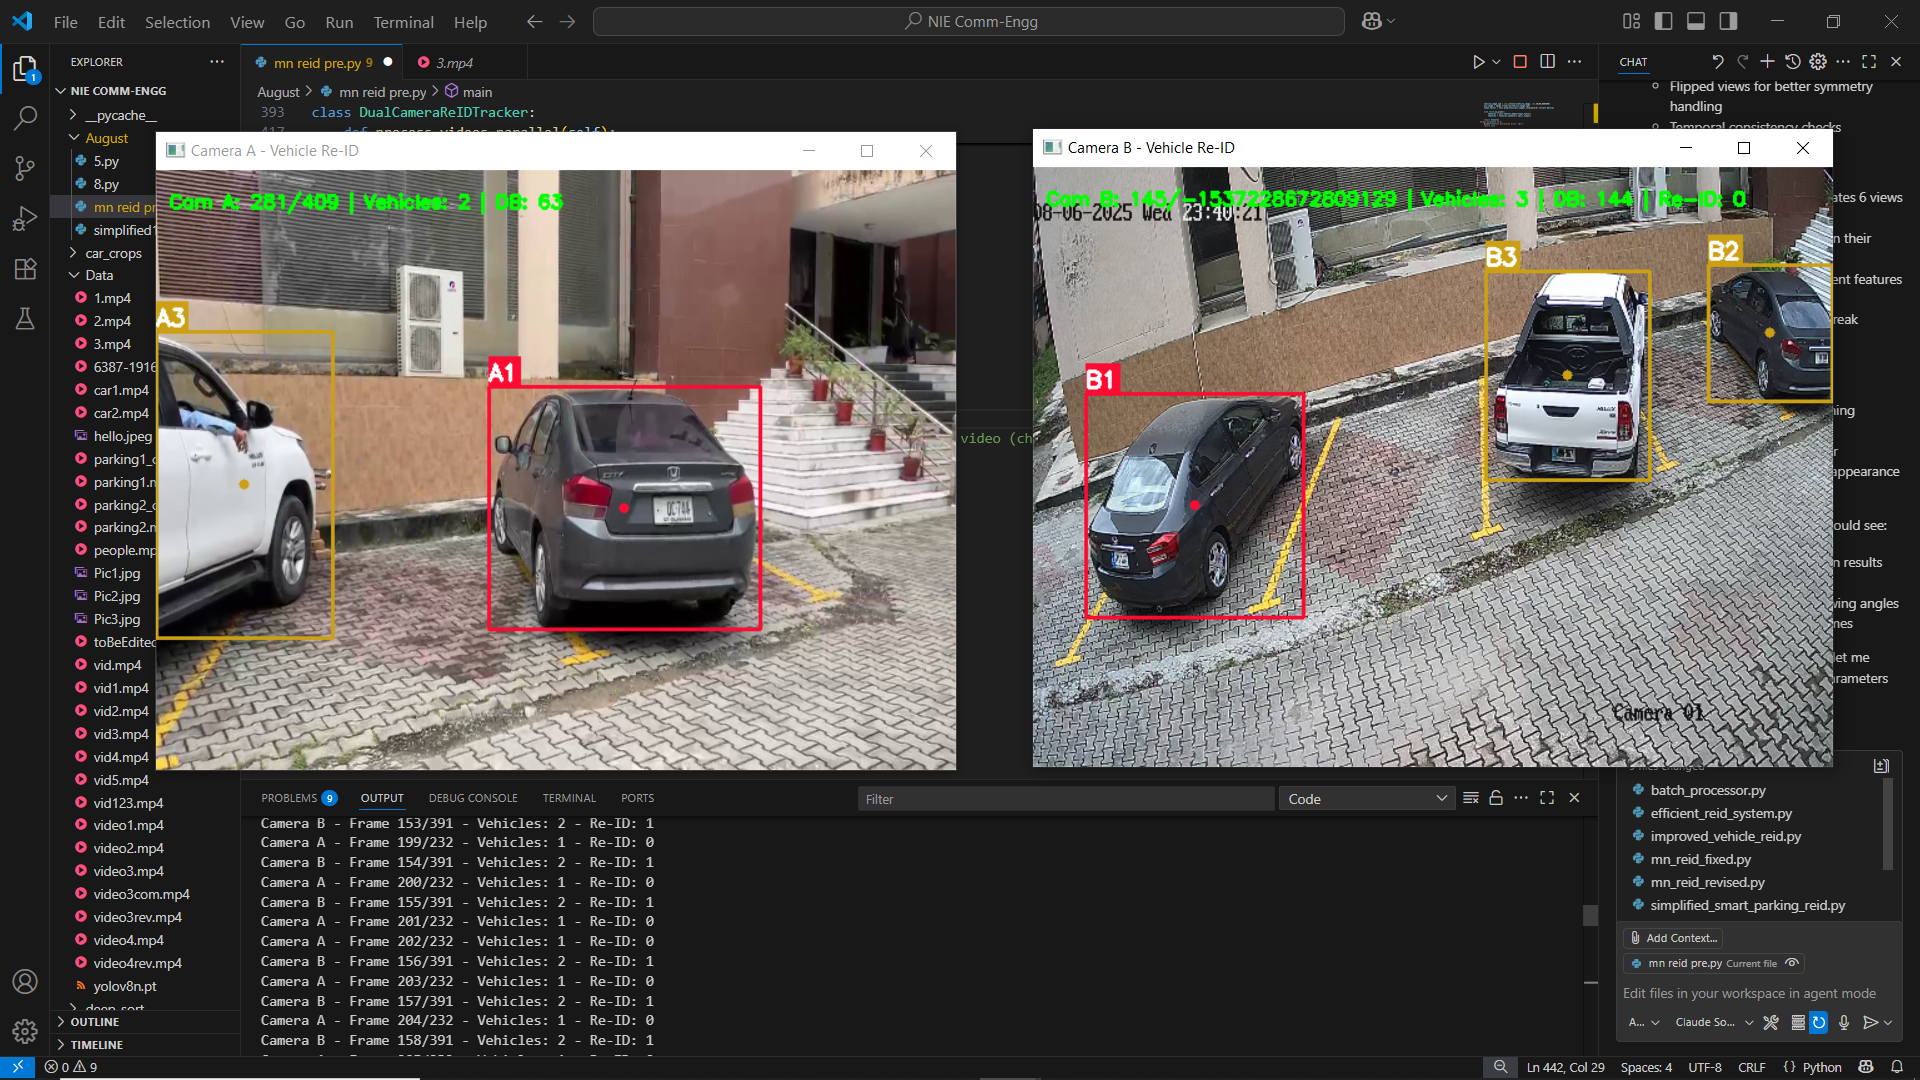 File Edit Selection View Go Run Terminal Help
NIE Comm-Engg
EXPLORER
NIE COMM-ENGG
__pycache__
August
5.py
8.py
mn reid pr
simplified1
car_crops
Data
1.mp4
2.mp4
3.mp4
6387-1916
car1.mp4
car2.mp4
hello.jpeg
parking1_c
parking1.m
parking2_c
parking2.m
people.mp
Pic1.jpg
Pic2.jpg
Pic3.jpg
toBeEdited
vid.mp4
vid1.mp4
vid2.mp4
vid3.mp4
vid4.mp4
vid5.mp4
vid123.mp4
video1.mp4
video2.mp4
video3.mp4
video3com.mp4
video3rev.mp4
video4.mp4
video4rev.mp4
yolov8n.pt
deep_sort
OUTLINE
TIMELINE
mn reid pre.py 9
3.mp4
August > mn reid pre.py > main
393 class DualCameraReIDTracker:
417 def process_videos_parallel(self):
video (ch
Camera A - Vehicle Re-ID
Cam A: 281/409 | Vehicles: 2 | DB: 63
A3
A1
CITY
Camera B - Vehicle Re-ID
Cam B: 145/-1537228672809129 | Vehicles: 3 | DB: 144 | Re-ID: 0
08-06-2025 Wed 23:40:21
B1
B3
B2
Camera 01
PROBLEMS 9 OUTPUT DEBUG CONSOLE TERMINAL PORTS
Filter
Code
Camera B - Frame 153/391 - Vehicles: 2 - Re-ID: 1
Camera A - Frame 199/232 - Vehicles: 1 - Re-ID: 0
Camera B - Frame 154/391 - Vehicles: 2 - Re-ID: 1
Camera A - Frame 200/232 - Vehicles: 1 - Re-ID: 0
Camera B - Frame 155/391 - Vehicles: 2 - Re-ID: 1
Camera A - Frame 201/232 - Vehicles: 1 - Re-ID: 0
Camera A - Frame 202/232 - Vehicles: 1 - Re-ID: 0
Camera B - Frame 156/391 - Vehicles: 2 - Re-ID: 1
Camera A - Frame 203/232 - Vehicles: 1 - Re-ID: 0
Camera B - Frame 157/391 - Vehicles: 2 - Re-ID: 1
Camera A - Frame 204/232 - Vehicles: 1 - Re-ID: 0
Camera B - Frame 158/391 - Vehicles: 2 - Re-ID: 1
CHAT
Flipped views for better symmetry
handling
Temporal consistency checks
ates 6 views
n their
ent features
reak
ning
r
appearance
ould see:
n results
wing angles
mes
let me
rameters
files changed
batch_processor.py
efficient_reid_system.py
improved_vehicle_reid.py
mn_reid_fixed.py
mn_reid_revised.py
simplified_smart_parking_reid.py
Add Context...
mn reid pre.py Current file
Edit files in your workspace in agent mode
A... Claude So...
0 9
Ln 442, Col 29 Spaces: 4 UTF-8 CRLF {} Python